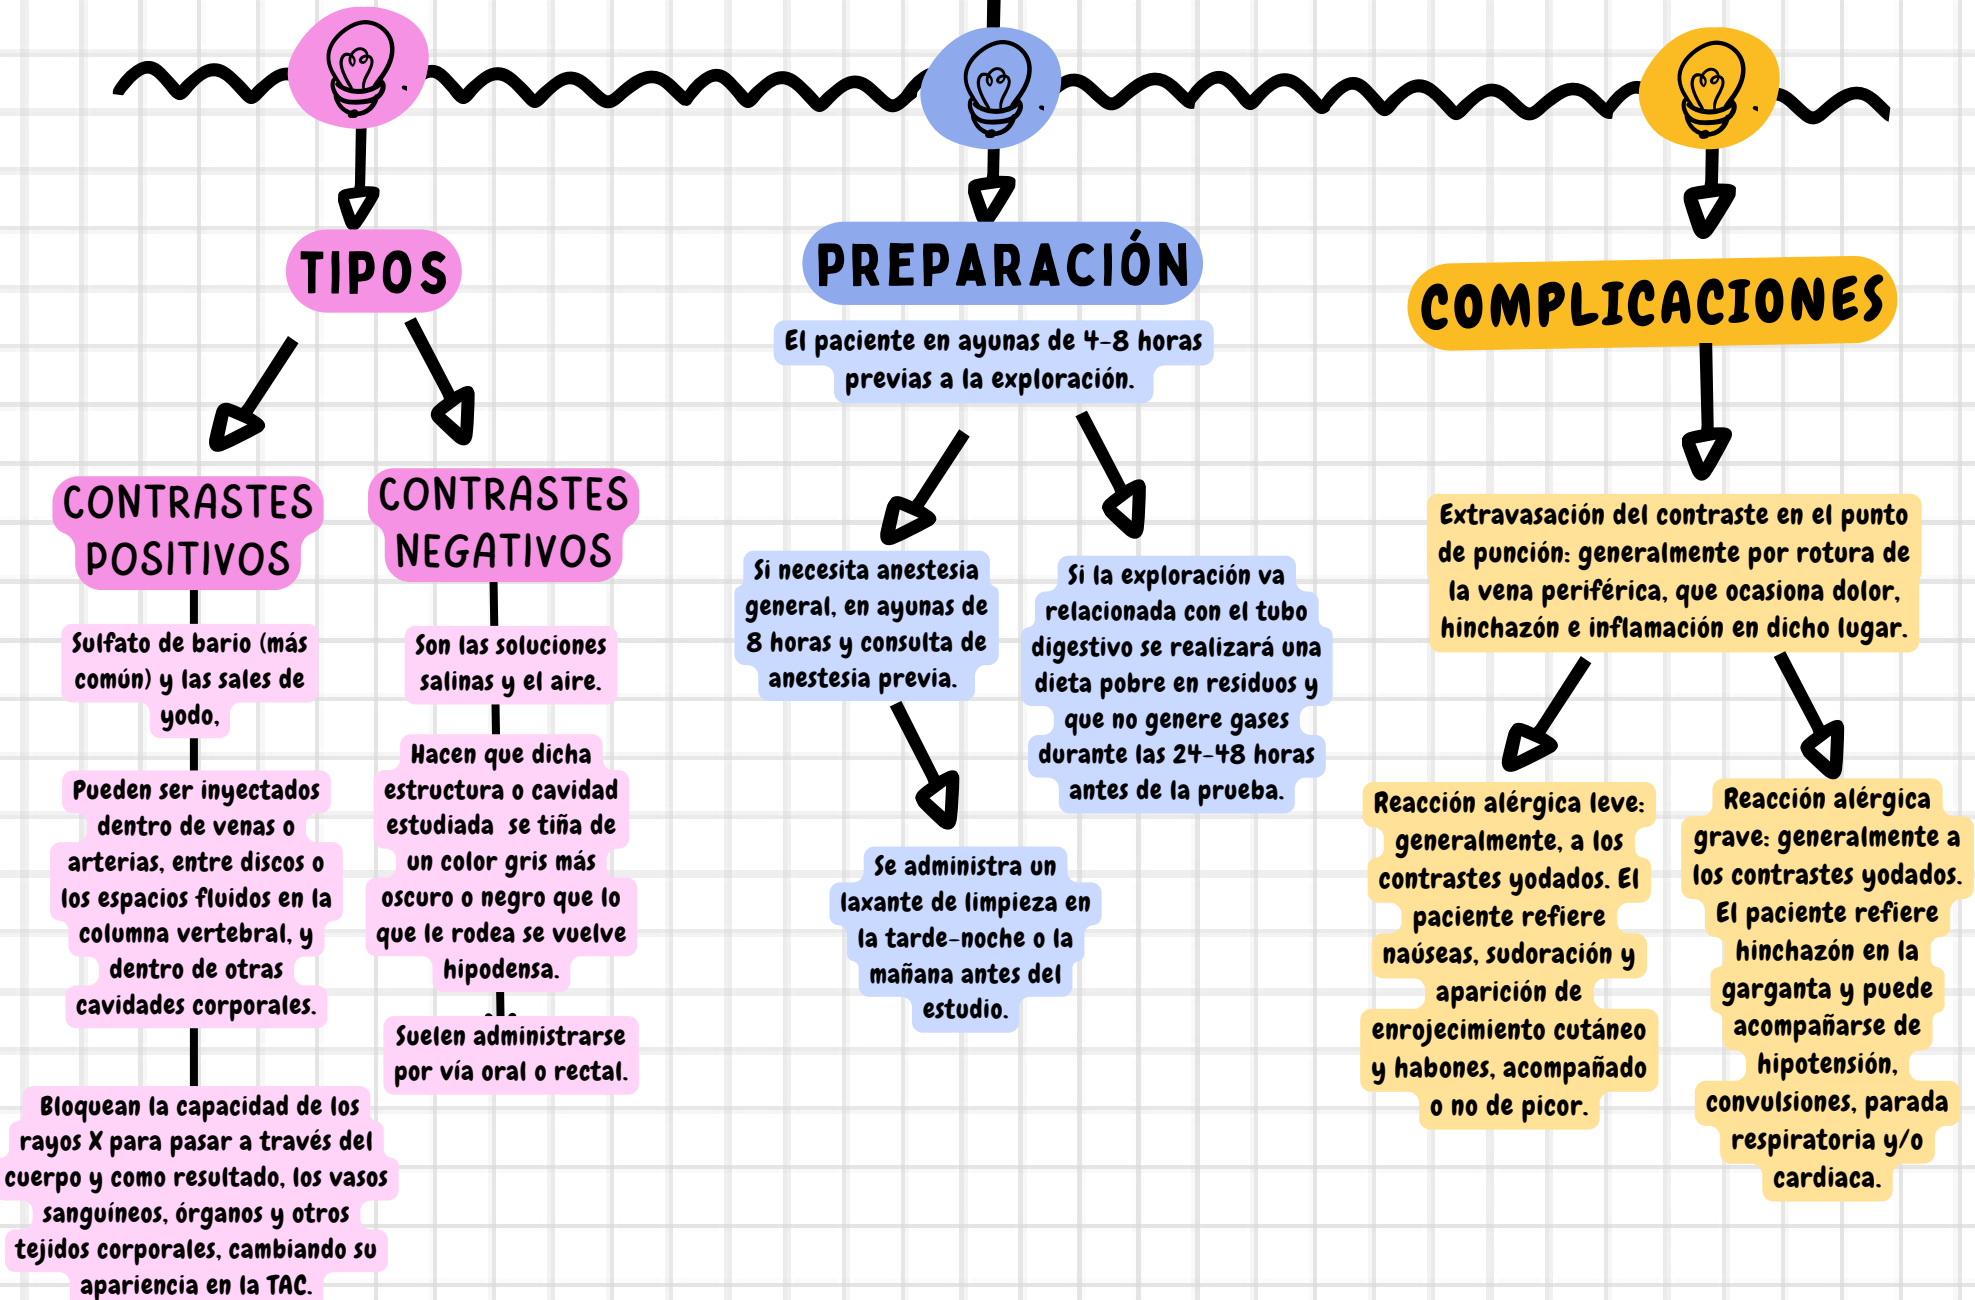 TIPOS
CONTRASTES
POSITIVOS
Sulfato de bario (más
común) y las sales de
yodo,
Pueden ser inyectados
dentro de venas o
arterias, entre discos o
los espacios fluidos en la
columna vertebral, y
dentro de otras
cavidades corporales.
Bloquean la capacidad de los
rayos X para pasar a través del
cuerpo y como resultado, los vasos
sanguíneos, órganos y otros
tejidos corporales, cambiando su
apariencia en la TAC.
CONTRASTES
NEGATIVOS
Son las soluciones
salinas y el aire.
Hacen que dicha
estructura o cavidad
estudiada se tiña de
un color gris más
oscuro o negro que lo
que le rodea se vuelve
hipodensa.
Suelen administrarse
por vía oral o rectal.
PREPARACIÓN
El paciente en ayunas de 4-8 horas
previas a la exploración.
Si necesita anestesia
general, en ayunas de
8 horas y consulta de
anestesia previa.
Se administra un
laxante de limpieza en
la tarde-noche o la
mañana antes del
estudio.
Si la exploración va
relacionada con el tubo
digestivo se realizará una
dieta pobre en residuos y
que no genere gases
durante las 24-48 horas
antes de la prueba.
COMPLICACIONES
Extravasación del contraste en el punto
de punción: generalmente por rotura de
la vena periférica, que ocasiona dolor,
hinchazón e inflamación en dicho lugar.
Reacción alérgica leve:
generalmente, a los
contrastes yodados. El
paciente refiere
naúseas, sudoración y
aparición de
enrojecimiento cutáneo
y habones, acompañado
o no de picor.
Reacción alérgica
grave: generalmente a
los contrastes yodados.
El paciente refiere
hinchazón en la
garganta y puede
acompañarse de
hipotensión,
convulsiones, parada
respiratoria y/o
cardiaca.